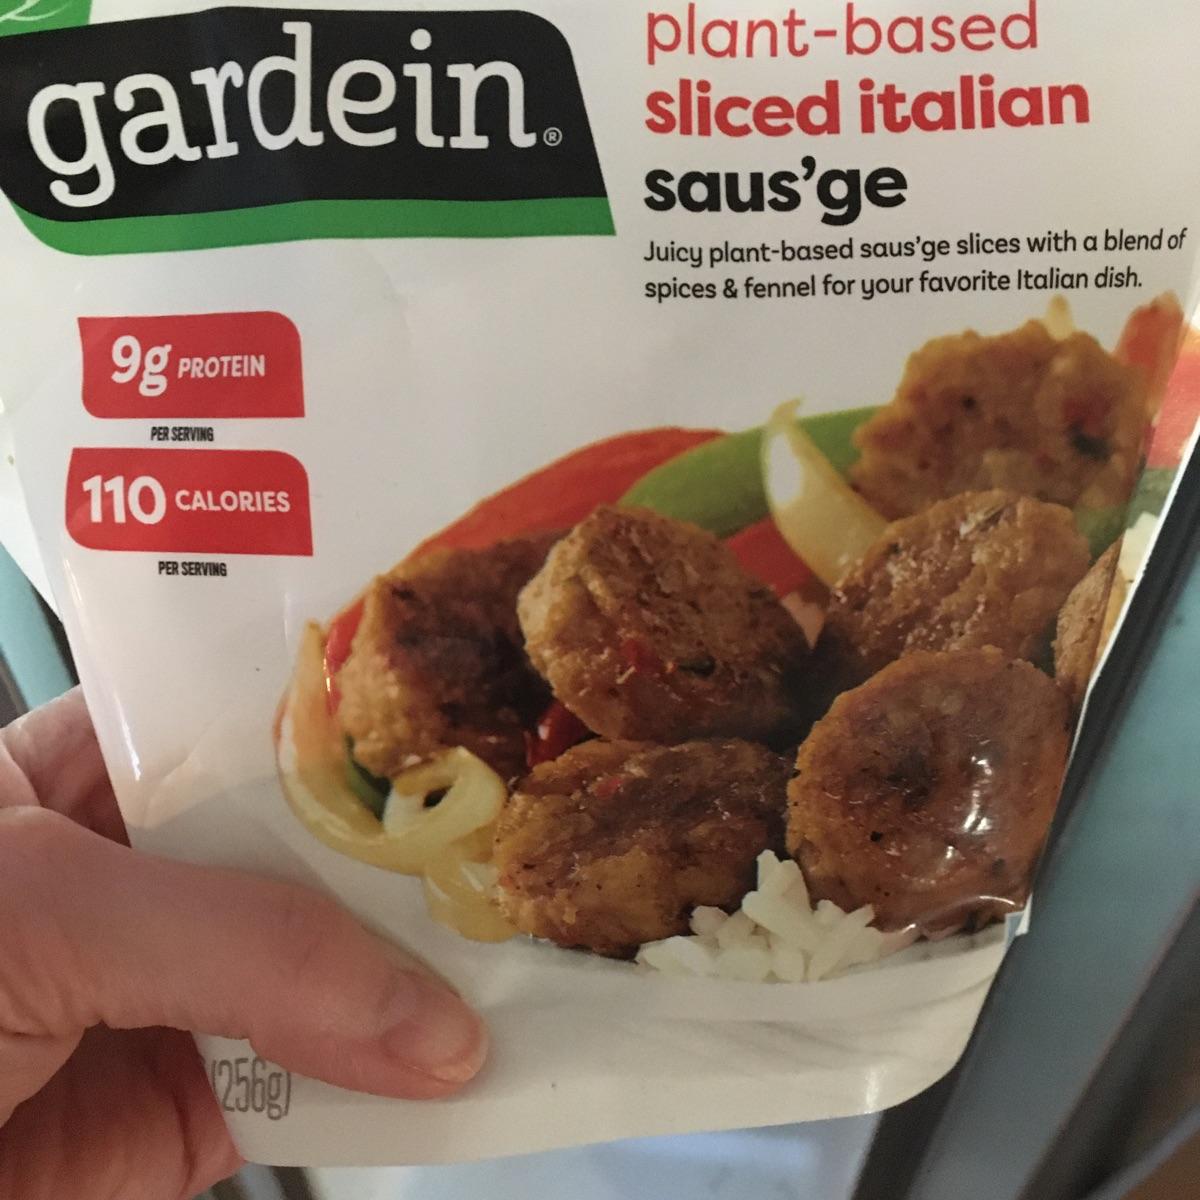 gardein®
plant-based
sliced italian
saus'ge
Juicy plant-based saus'ge slices with a blend of
spices & fennel for your favorite Italian dish.
9g PROTEIN
PER SERVING
110 CALORIES
PER SERVING
(256g)